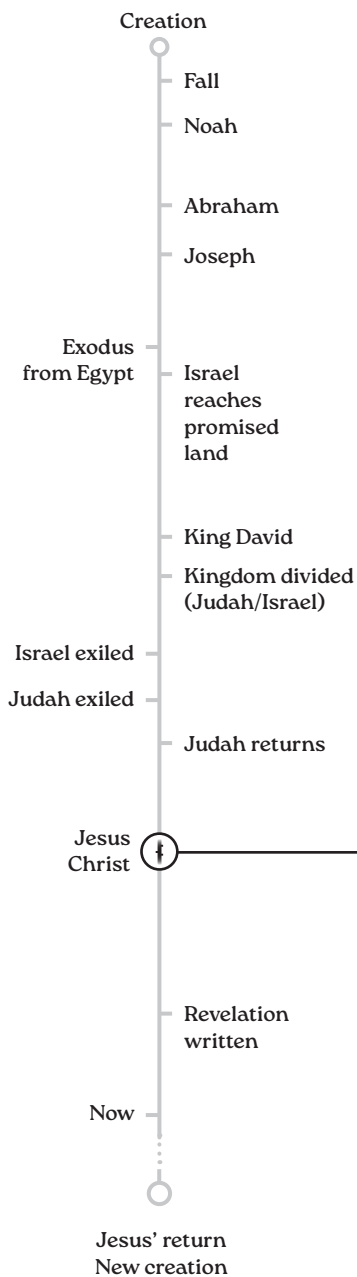 Creation
Fall
Noah
Abraham
Joseph
Exodus
from Egypt
Israel
reaches
promised
land
King David
Kingdom divided
(Judah/Israel)
Israel exiled
Judah exiled
Judah returns
Jesus
Christ
Revelation
written
Now
Jesus’ return
New creation